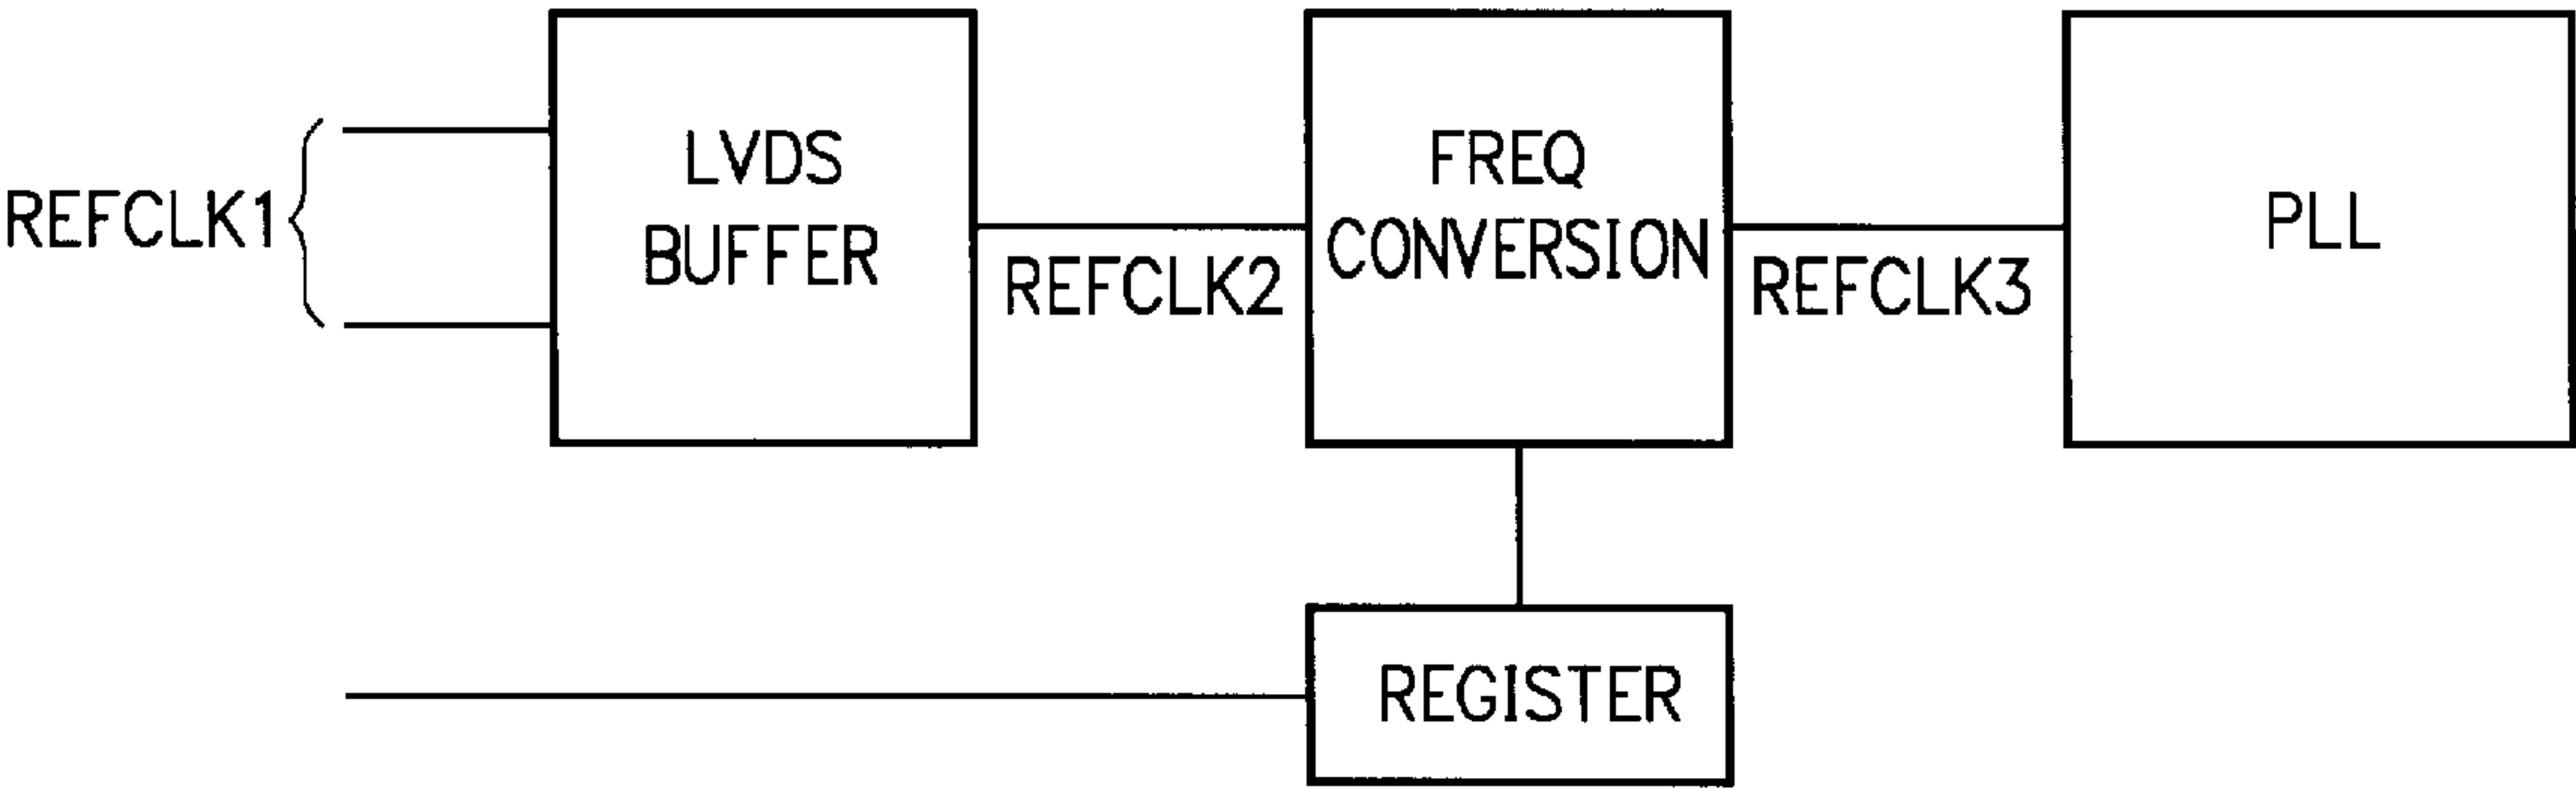 LVDS
BUFFER
FREQ
CONVERSION
PLL
REFCLK1
REFCLK2
REFCLK3
REGISTER